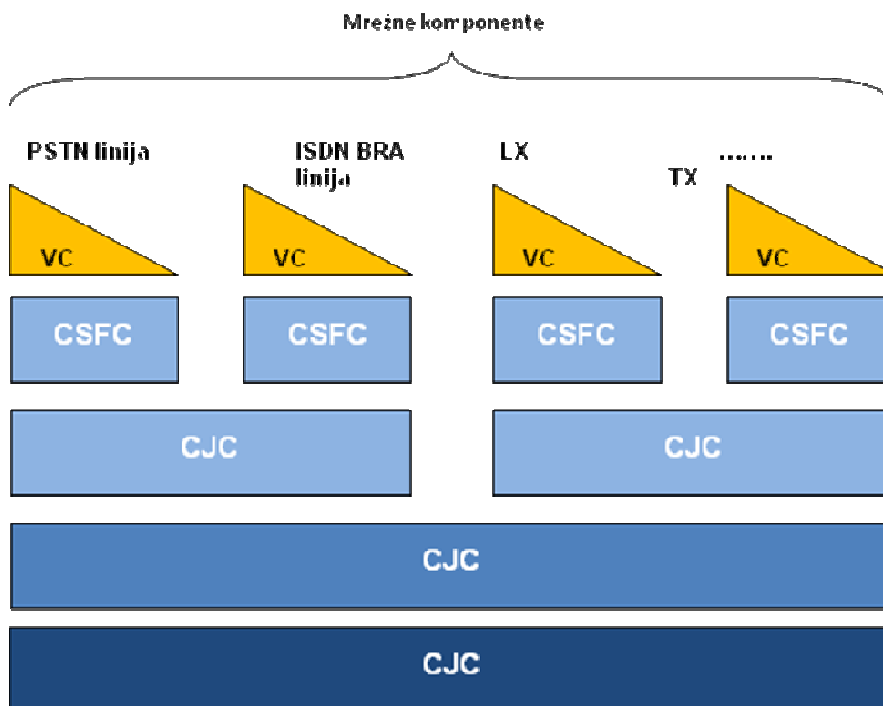 Mrežne komponente
PSTN linija
ISDN BRA
linija
LX
TX
.......
VC
VC
VC
VC
CSFC
CSFC
CSFC
CSFC
CJC
CJC
CJC
CJC